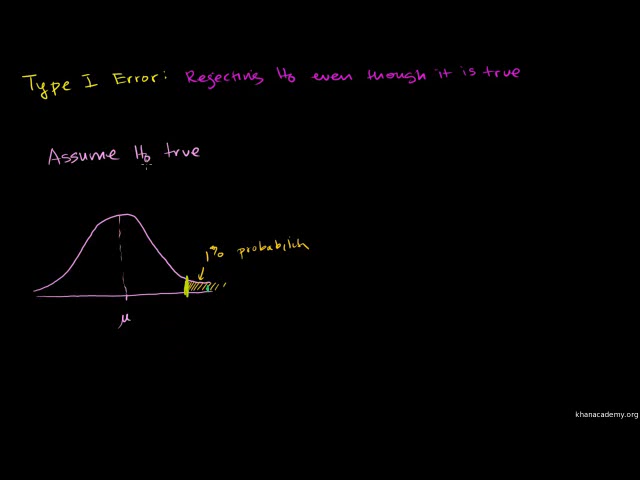 Type I Error: Rejecting H₀ even though it is true
Assume H₀ true
1% probability
μ
khanacademy.org